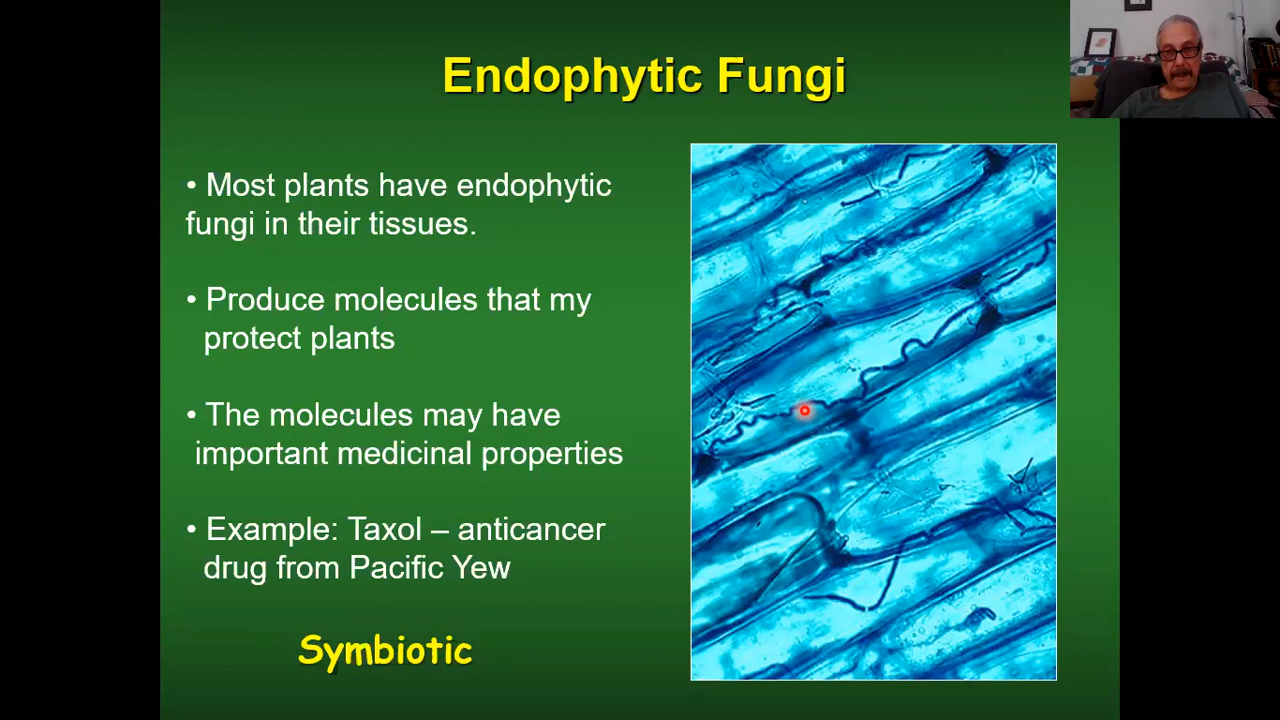 Endophytic Fungi
• Most plants have endophytic
fungi in their tissues.
• Produce molecules that my
protect plants
• The molecules may have
important medicinal properties
• Example: Taxol – anticancer
drug from Pacific Yew
Symbiotic